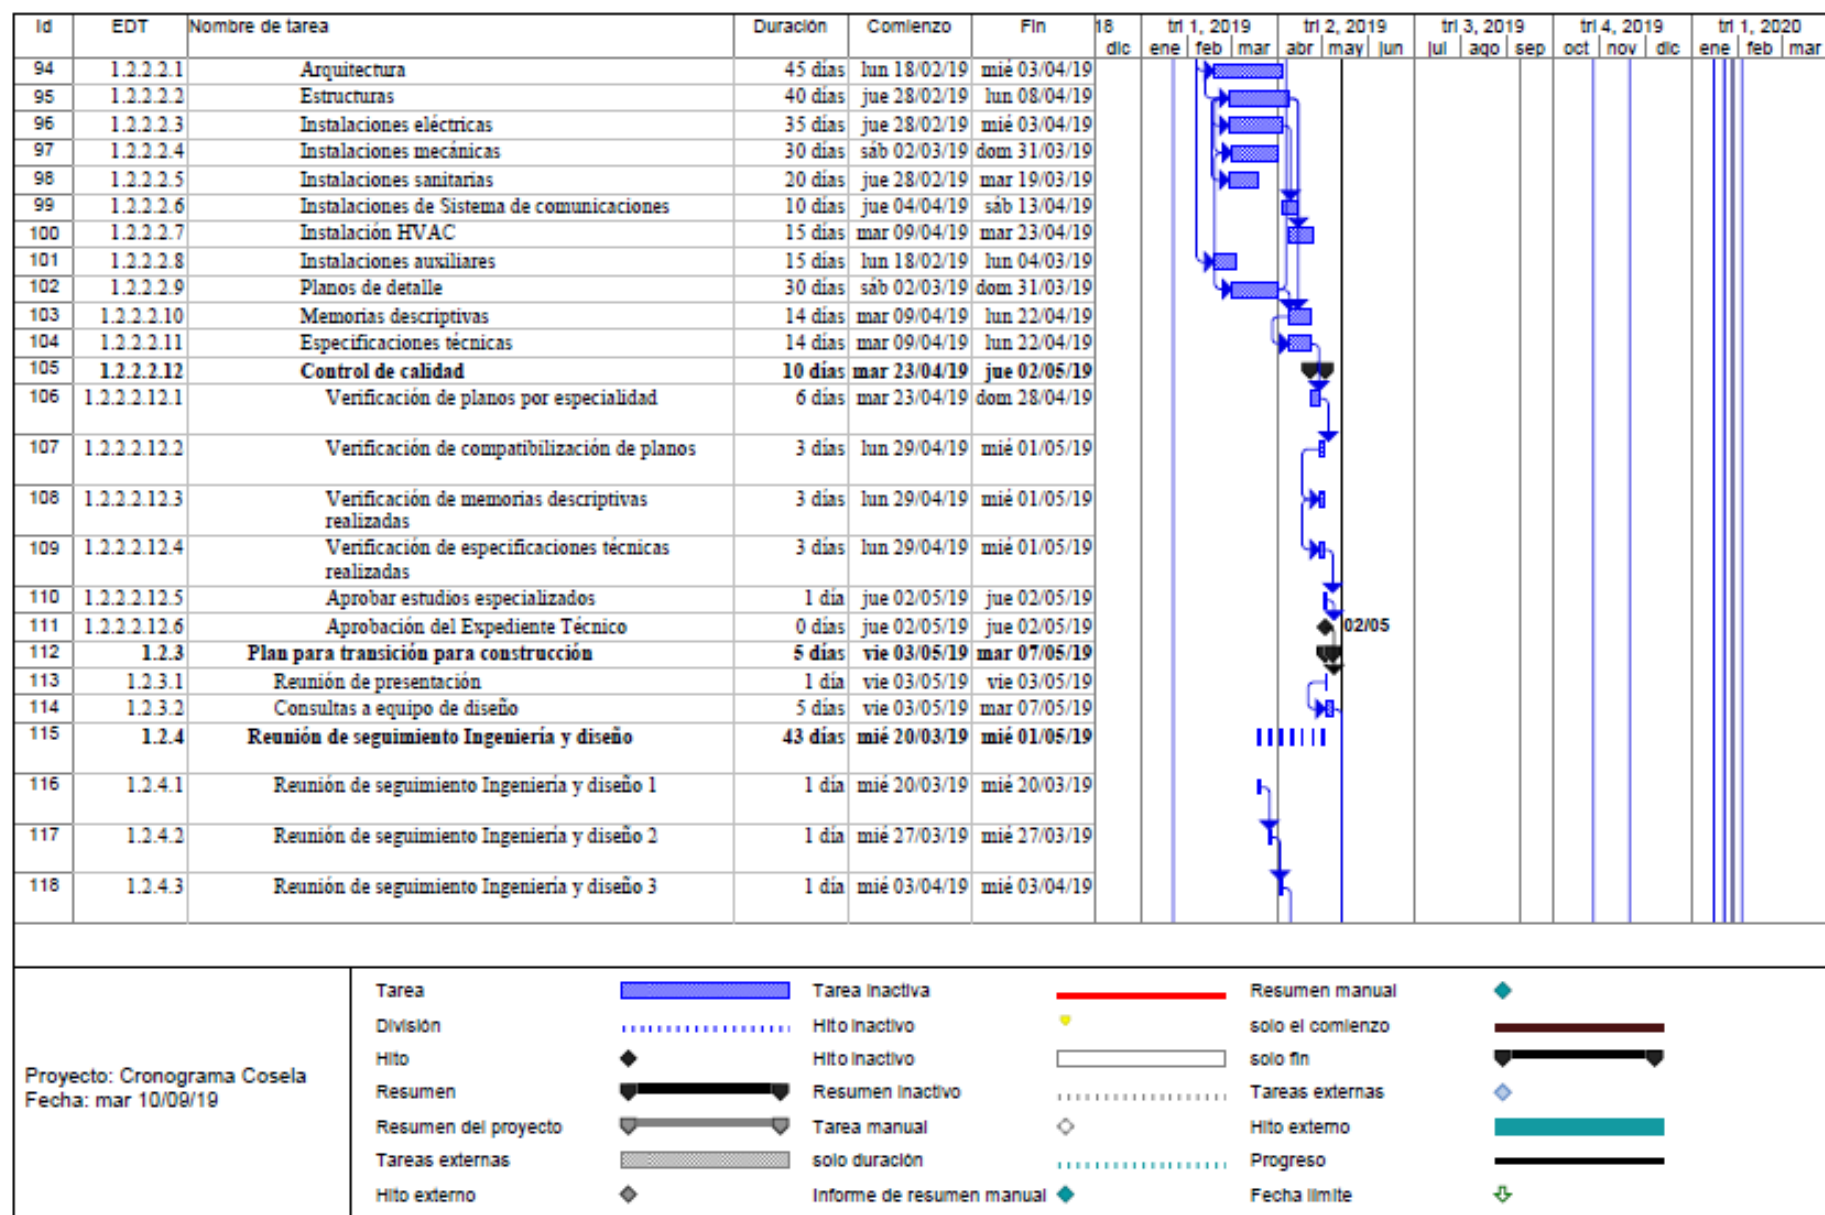 Id EDT Nombre de tarea Duración Comienzo Fin 18 tri 1, 2019 tri 2, 2019 tri 3, 2019 tri 4, 2019 tri 1, 2020
dic ene feb mar abr may jun jul ago sep oct nov dic ene feb mar
94 1.2.2.2.1 Arquitectura 45 días lun 18/02/19 mié 03/04/19
95 1.2.2.2.2 Estructuras 40 días jue 28/02/19 lun 08/04/19
96 1.2.2.2.3 Instalaciones eléctricas 35 días jue 28/02/19 mié 03/04/19
97 1.2.2.2.4 Instalaciones mecánicas 30 días sáb 02/03/19 dom 31/03/19
98 1.2.2.2.5 Instalaciones sanitarias 20 días jue 28/02/19 mar 19/03/19
99 1.2.2.2.6 Instalaciones de Sistema de comunicaciones 10 días jue 04/04/19 sáb 13/04/19
100 1.2.2.2.7 Instalación HVAC 15 días mar 09/04/19 mar 23/04/19
101 1.2.2.2.8 Instalaciones auxiliares 15 días lun 18/02/19 lun 04/03/19
102 1.2.2.2.9 Planos de detalle 30 días sáb 02/03/19 dom 31/03/19
103 1.2.2.2.10 Memorias descriptivas 14 días mar 09/04/19 lun 22/04/19
104 1.2.2.2.11 Especificaciones técnicas 14 días mar 09/04/19 lun 22/04/19
105 1.2.2.2.12 Control de calidad 10 días mar 23/04/19 jue 02/05/19
106 1.2.2.2.12.1 Verificación de planos por especialidad 6 días mar 23/04/19 dom 28/04/19
107 1.2.2.2.12.2 Verificación de compatibilización de planos 3 días lun 29/04/19 mié 01/05/19
108 1.2.2.2.12.3 Verificación de memorias descriptivas 3 días lun 29/04/19 mié 01/05/19
realizadas
109 1.2.2.2.12.4 Verificación de especificaciones técnicas 3 días lun 29/04/19 mié 01/05/19
realizadas
110 1.2.2.2.12.5 Aprobar estudios especializados 1 día jue 02/05/19 jue 02/05/19
111 1.2.2.2.12.6 Aprobación del Expediente Técnico 0 días jue 02/05/19 jue 02/05/19 02/05
112 1.2.3 Plan para transición para construcción 5 días vie 03/05/19 mar 07/05/19
113 1.2.3.1 Reunión de presentación 1 día vie 03/05/19 vie 03/05/19
114 1.2.3.2 Consultas a equipo de diseño 5 días vie 03/05/19 mar 07/05/19
115 1.2.4 Reunión de seguimiento Ingeniería y diseño 43 días mié 20/03/19 mié 01/05/19
116 1.2.4.1 Reunión de seguimiento Ingeniería y diseño 1 1 día mié 20/03/19 mié 20/03/19
117 1.2.4.2 Reunión de seguimiento Ingeniería y diseño 2 1 día mié 27/03/19 mié 27/03/19
118 1.2.4.3 Reunión de seguimiento Ingeniería y diseño 3 1 día mié 03/04/19 mié 03/04/19
Proyecto: Cronograma Cosela
Fecha: mar 10/09/19
Tarea Tarea inactiva Resumen manual
División Hito inactivo solo el comienzo
Hito Hito inactivo solo fin
Resumen Resumen inactivo Tareas externas
Resumen del proyecto Tarea manual Hito externo
Tareas externas solo duración Progreso
Hito externo Informe de resumen manual Fecha límite